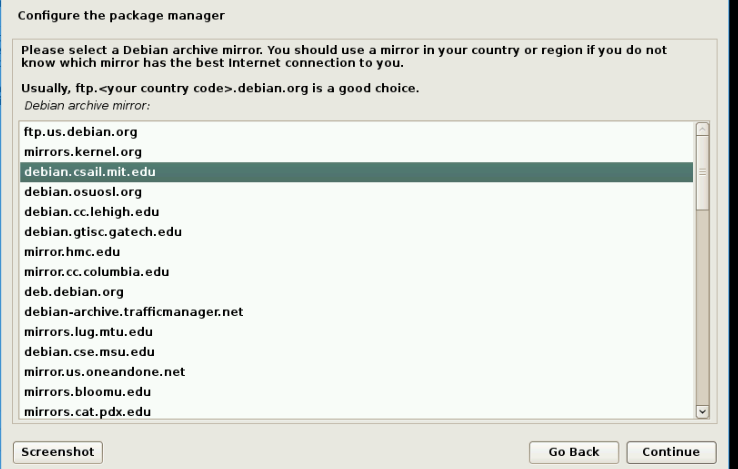 Configure the package manager
Please select a Debian archive mirror. You should use a mirror in your country or region if you do not
know which mirror has the best Internet connection to you.
Usually, ftp.<your country code>.debian.org is a good choice.
Debian archive mirror:
ftp.us.debian.org
mirrors.kernel.org
debian.csail.mit.edu
debian.osuosl.org
debian.cc.lehigh.edu
debian.gtisc.gatech.edu
mirror.hmc.edu
mirror.cc.columbia.edu
deb.debian.org
debian-archive.trafficmanager.net
mirrors.lug.mtu.edu
debian.cse.msu.edu
mirror.us.oneandone.net
mirrors.bloomu.edu
mirrors.cat.pdx.edu
Screenshot
Go Back
Continue